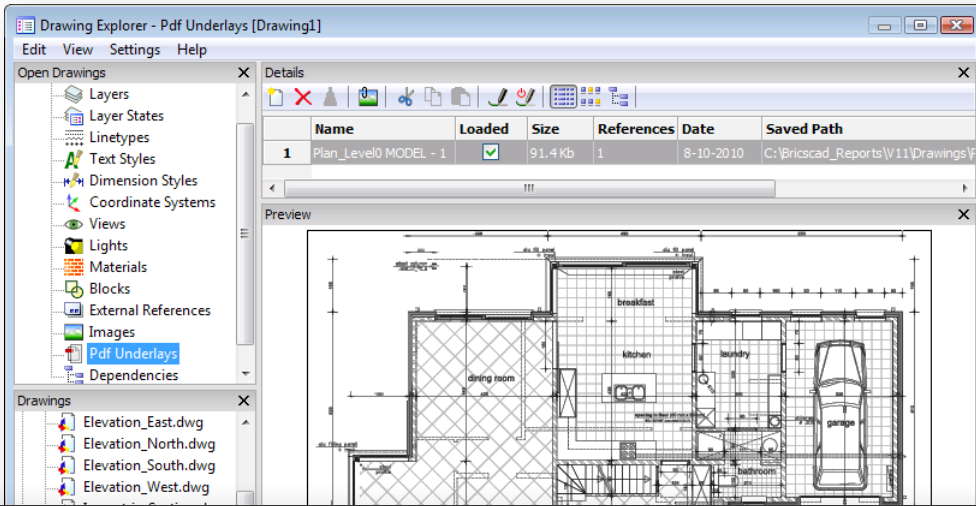 Drawing Explorer - Pdf Underlays [Drawing1]
Edit View Settings Help
Open Drawings
Layers
Layer States
Linetypes
Text Styles
Dimension Styles
Coordinate Systems
Views
Lights
Materials
Blocks
External References
Images
Pdf Underlays
Dependencies
Drawings
Elevation_East.dwg
Elevation_North.dwg
Elevation_South.dwg
Elevation_West.dwg
Details
Name Loaded Size References Date Saved Path
1 Plan_Level0 MODEL - 1 91.4 Kb 1 8-10-2010 C:\Bricscad_Reports\V11\Drawings\
Preview
breakfast
kitchen
laundry
dining room
garage
bathroom